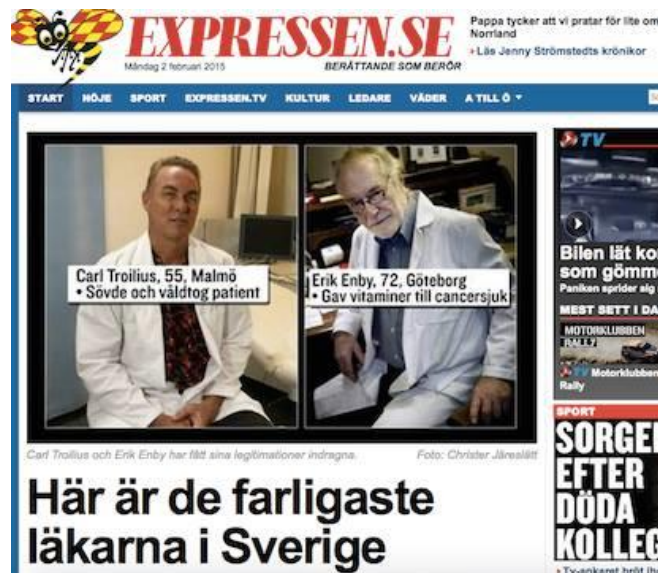 EXPRESSEN.SE
Måndag 2 februari 2015
BERÄTTANDE SOM BERÖR
Pappa tycker att vi pratar för lite om
Norrland
Läs Jenny Strömstedts krönikor
START NÖJE SPORT EXPRESSEN.TV KULTUR LEDARE VÄDER A TILL Ö
Carl Troilius, 55, Malmö
• Sövde och våldtog patient
Erik Enby, 72, Göteborg
• Gav vitaminer till cancersjuk
Carl Troilius och Erik Enby har fått sina legitimationer indragna.
Foto: Christer Järeslätt
Här är de farligaste
läkarna i Sverige
TV
Bilen lät
som gömm
Paniken sprider sig
MEST SETT I DA
MOTORKLUBBEN
RALLY
TV Motorklubben
Rally
SPORT
SORGE
EFTER
DÖDA
KOLLEG